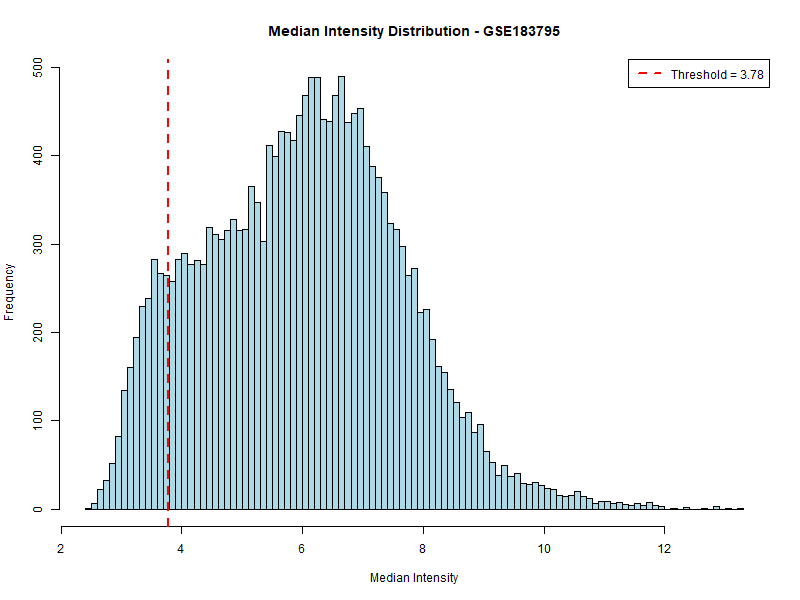 Median Intensity Distribution - GSE183795
Threshold = 3.78
Frequency
500
400
300
200
100
0
2 4 6 8 10 12
Median Intensity